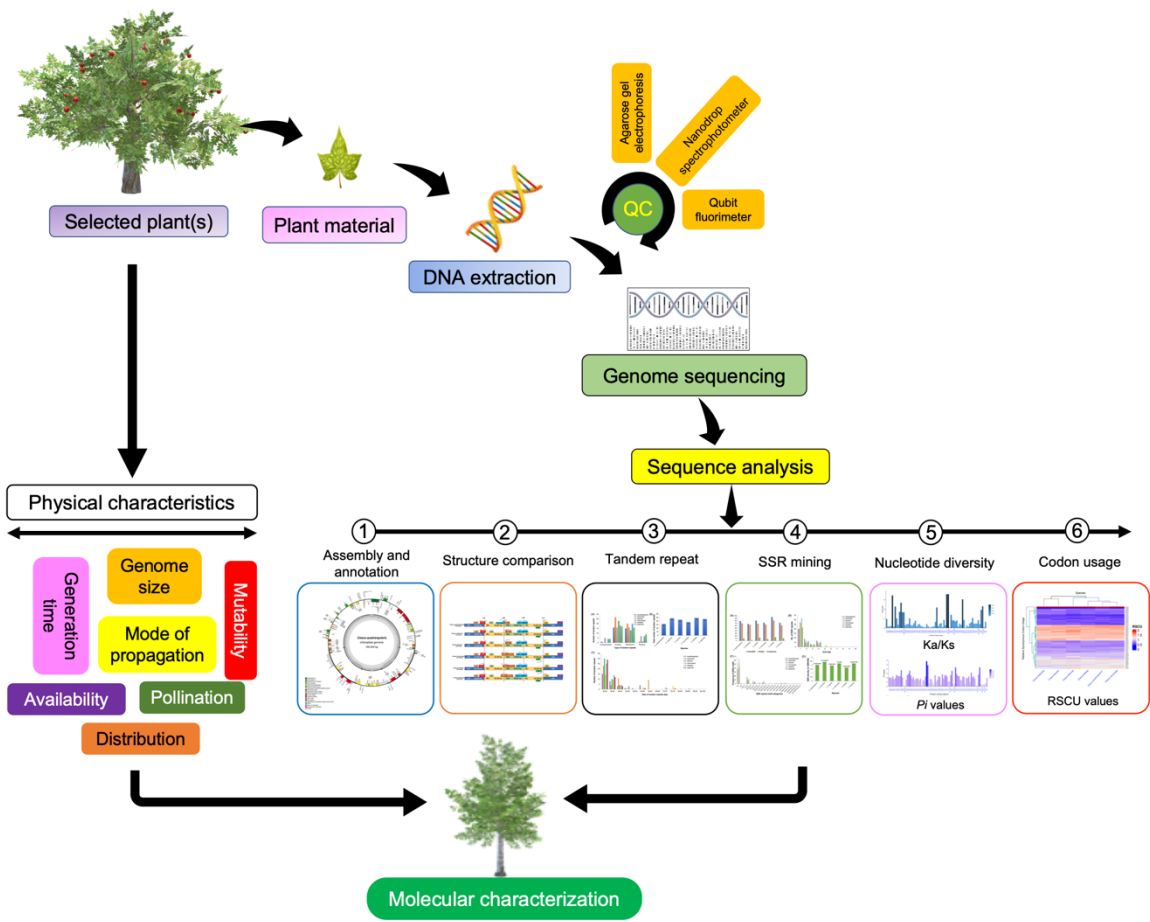 Agarose gel
electrophoresis
Nanodrop
spectrophotometer
QC
Qubit
fluorimeter
Selected plant(s)
Plant material
DNA extraction
Genome sequencing
Sequence analysis
Physical characteristics
Generation
time
Genome
size
Mutability
Mode of
propagation
Availability
Pollination
Distribution
1
2
3
4
5
6
Assembly and
annotation
Structure comparison
Tandem repeat
SSR mining
Nucleotide diversity
Codon usage
Ka/Ks
Pi values
RSCU values
Molecular characterization